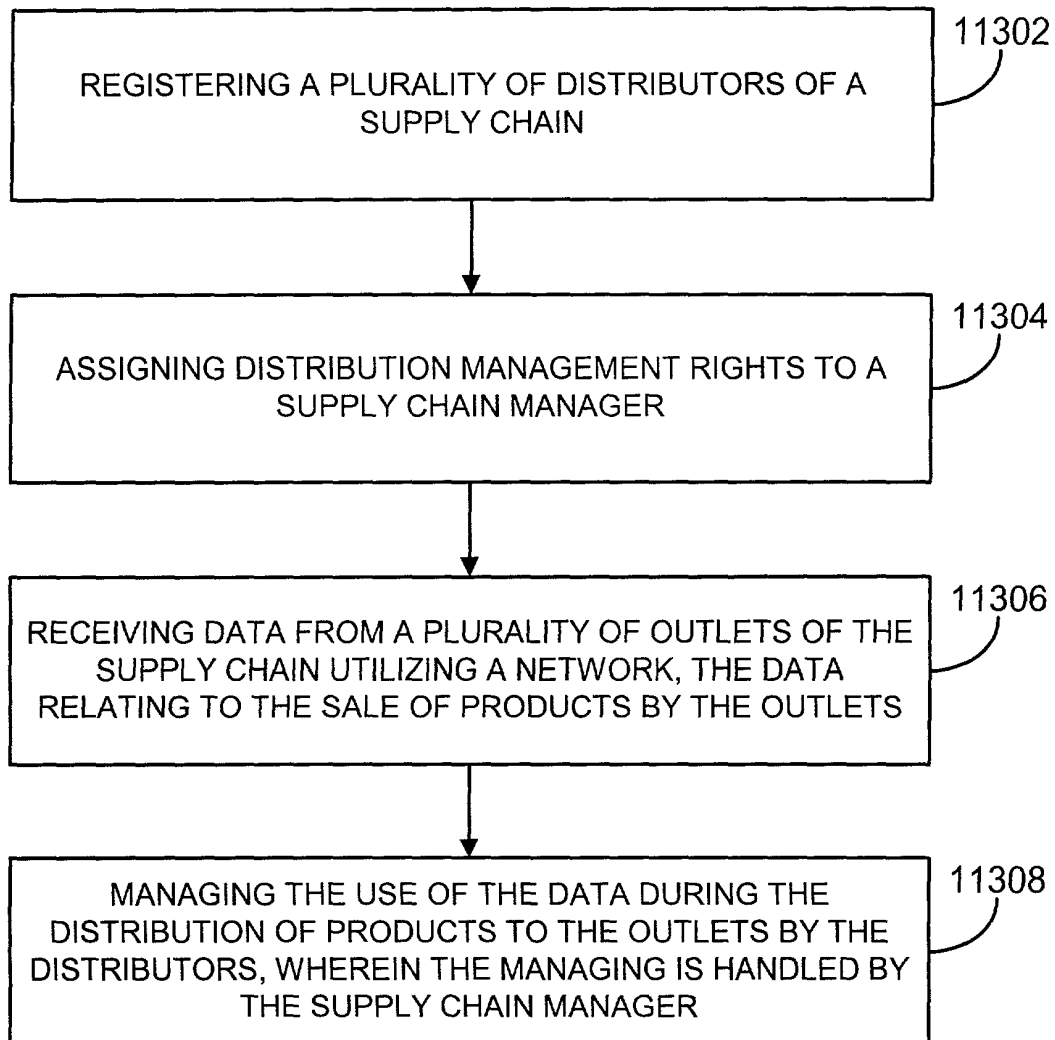 11302
REGISTERING A PLURALITY OF DISTRIBUTORS OF A
SUPPLY CHAIN
11304
ASSIGNING DISTRIBUTION MANAGEMENT RIGHTS TO A
SUPPLY CHAIN MANAGER
11306
RECEIVING DATA FROM A PLURALITY OF OUTLETS OF THE
SUPPLY CHAIN UTILIZING A NETWORK, THE DATA
RELATING TO THE SALE OF PRODUCTS BY THE OUTLETS
11308
MANAGING THE USE OF THE DATA DURING THE
DISTRIBUTION OF PRODUCTS TO THE OUTLETS BY THE
DISTRIBUTORS, WHEREIN THE MANAGING IS HANDLED BY
THE SUPPLY CHAIN MANAGER